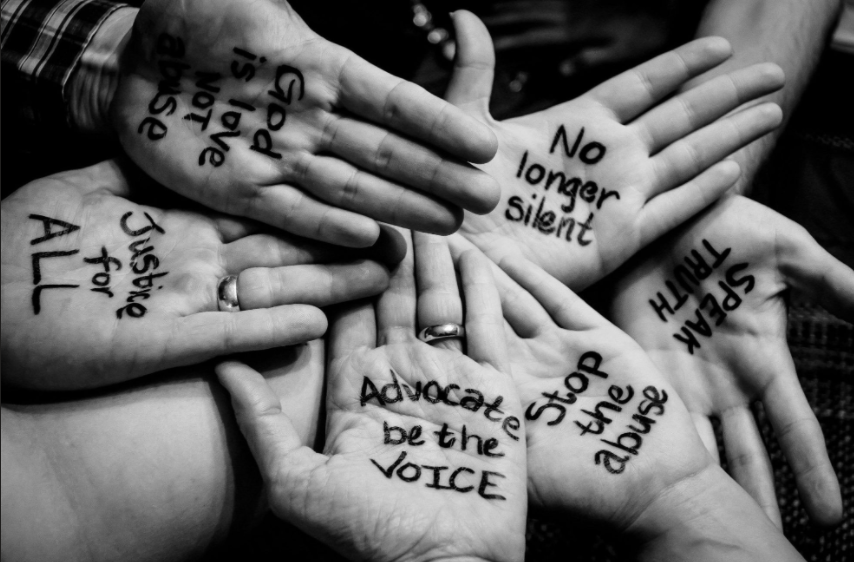 God
is love
NOT
abuse
No
longer
silent
Justice
for
ALL
SPEAK
TRUTH
Advocate
be the
VOICE
Stop
the
abuse